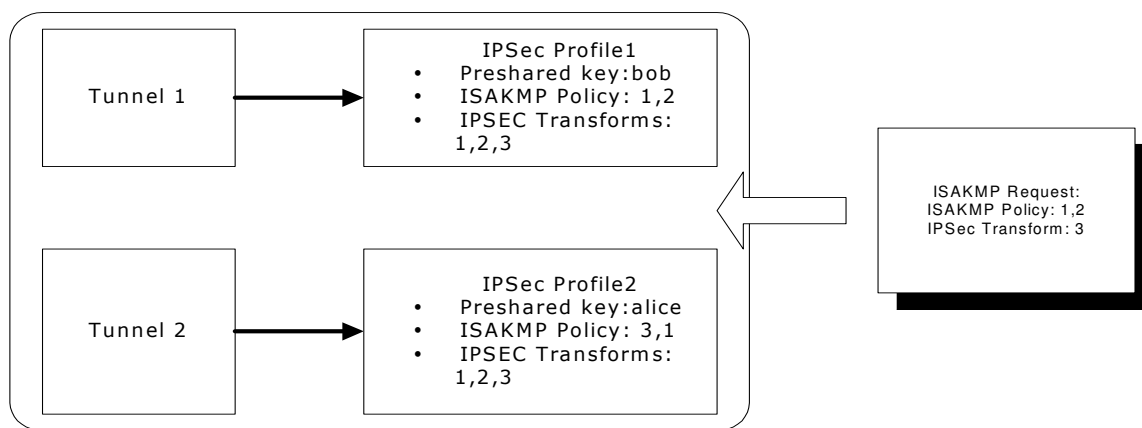 Tunnel 1
IPSec Profile1
• Preshared key:bob
• ISAKMP Policy: 1,2
• IPSEC Transforms:
1,2,3
ISAKMP Request:
ISAKMP Policy: 1,2
IPSec Transform: 3
Tunnel 2
IPSec Profile2
• Preshared key:alice
• ISAKMP Policy: 3,1
• IPSEC Transforms:
1,2,3